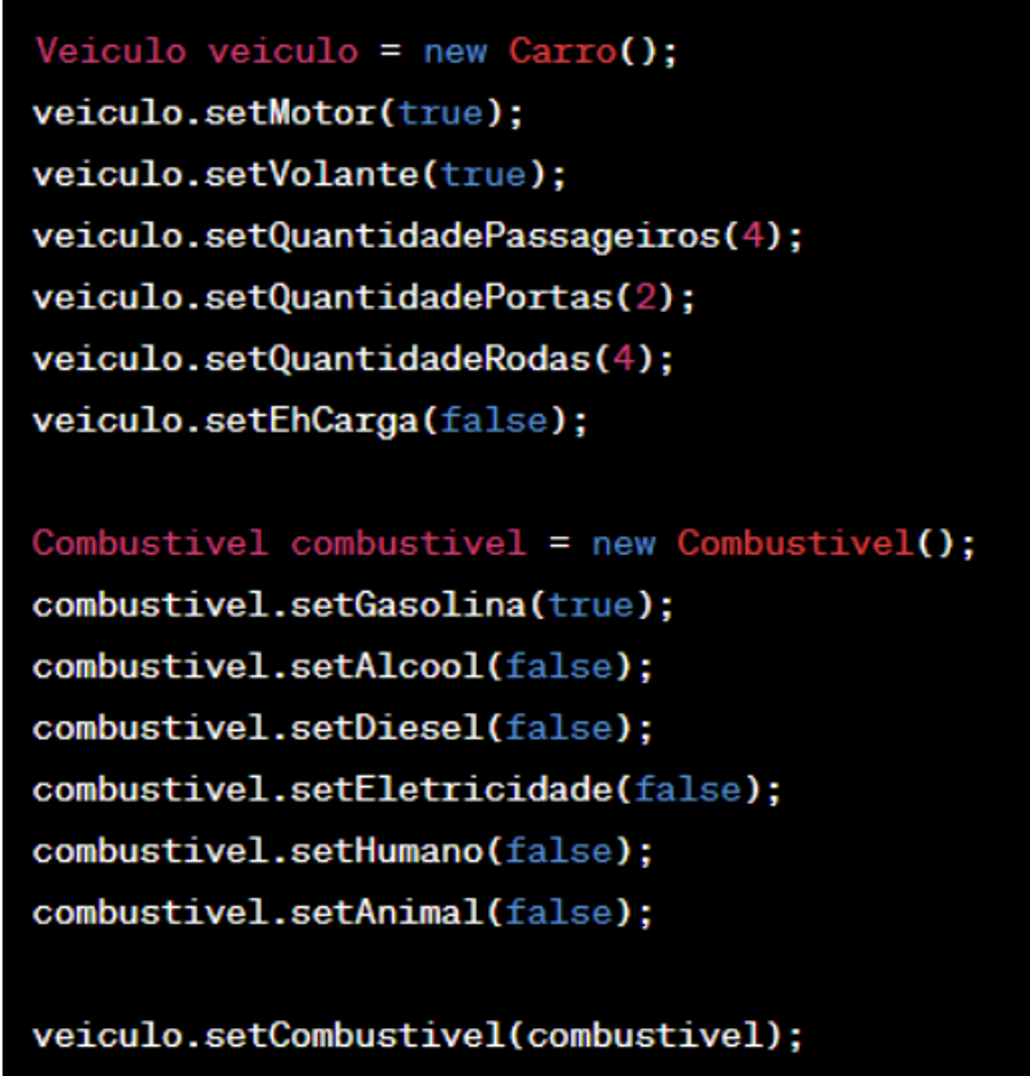 Veiculo veiculo = new Carro();
veiculo.setMotor(true);
veiculo.setVolante(true);
veiculo.setQuantidadePassageiros(4);
veiculo.setQuantidadePortas(2);
veiculo.setQuantidadeRodas(4);
veiculo.setEhCarga(false);
Combustivel combustivel = new Combustivel();
combustivel.setGasolina(true);
combustivel.setAlcool(false);
combustivel.setDiesel(false);
combustivel.setEletricidade(false);
combustivel.setHumano(false);
combustivel.setAnimal(false);
veiculo.setCombustivel(combustivel);